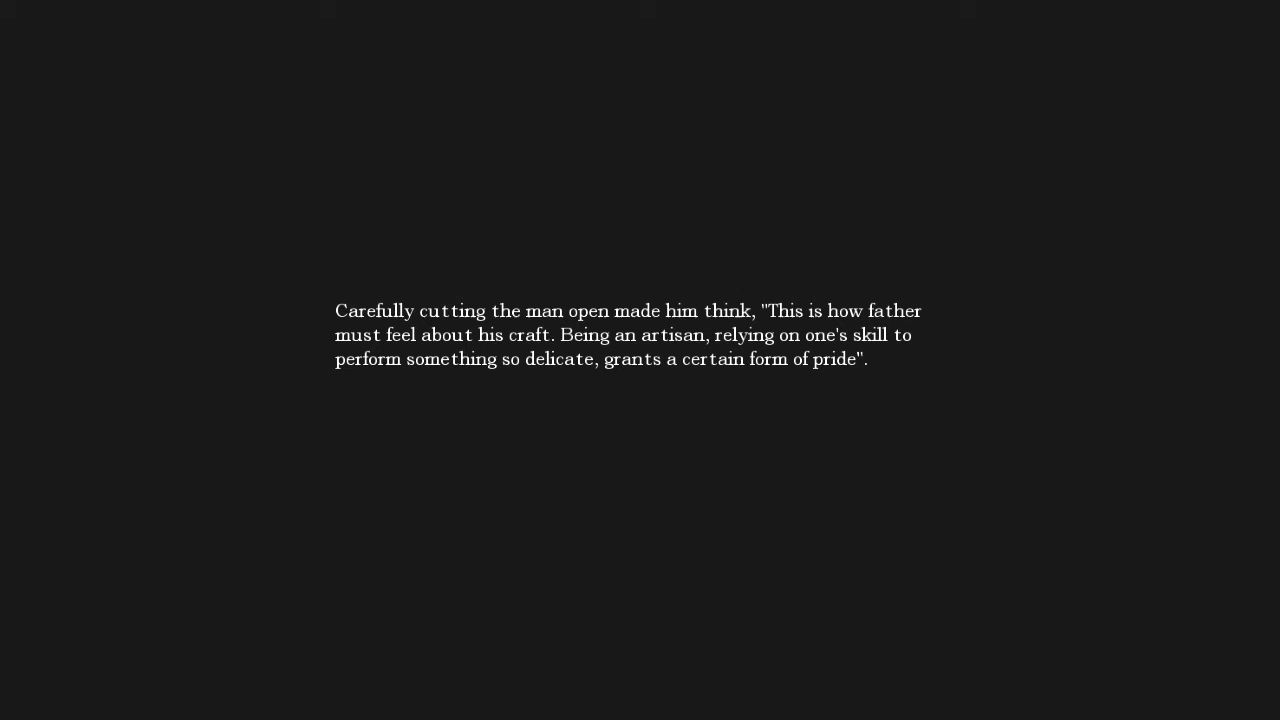 Carefully cutting the man open made him think, "This is how father
must feel about his craft. Being an artisan, relying on one's skill to
perform something so delicate, grants a certain form of pride".